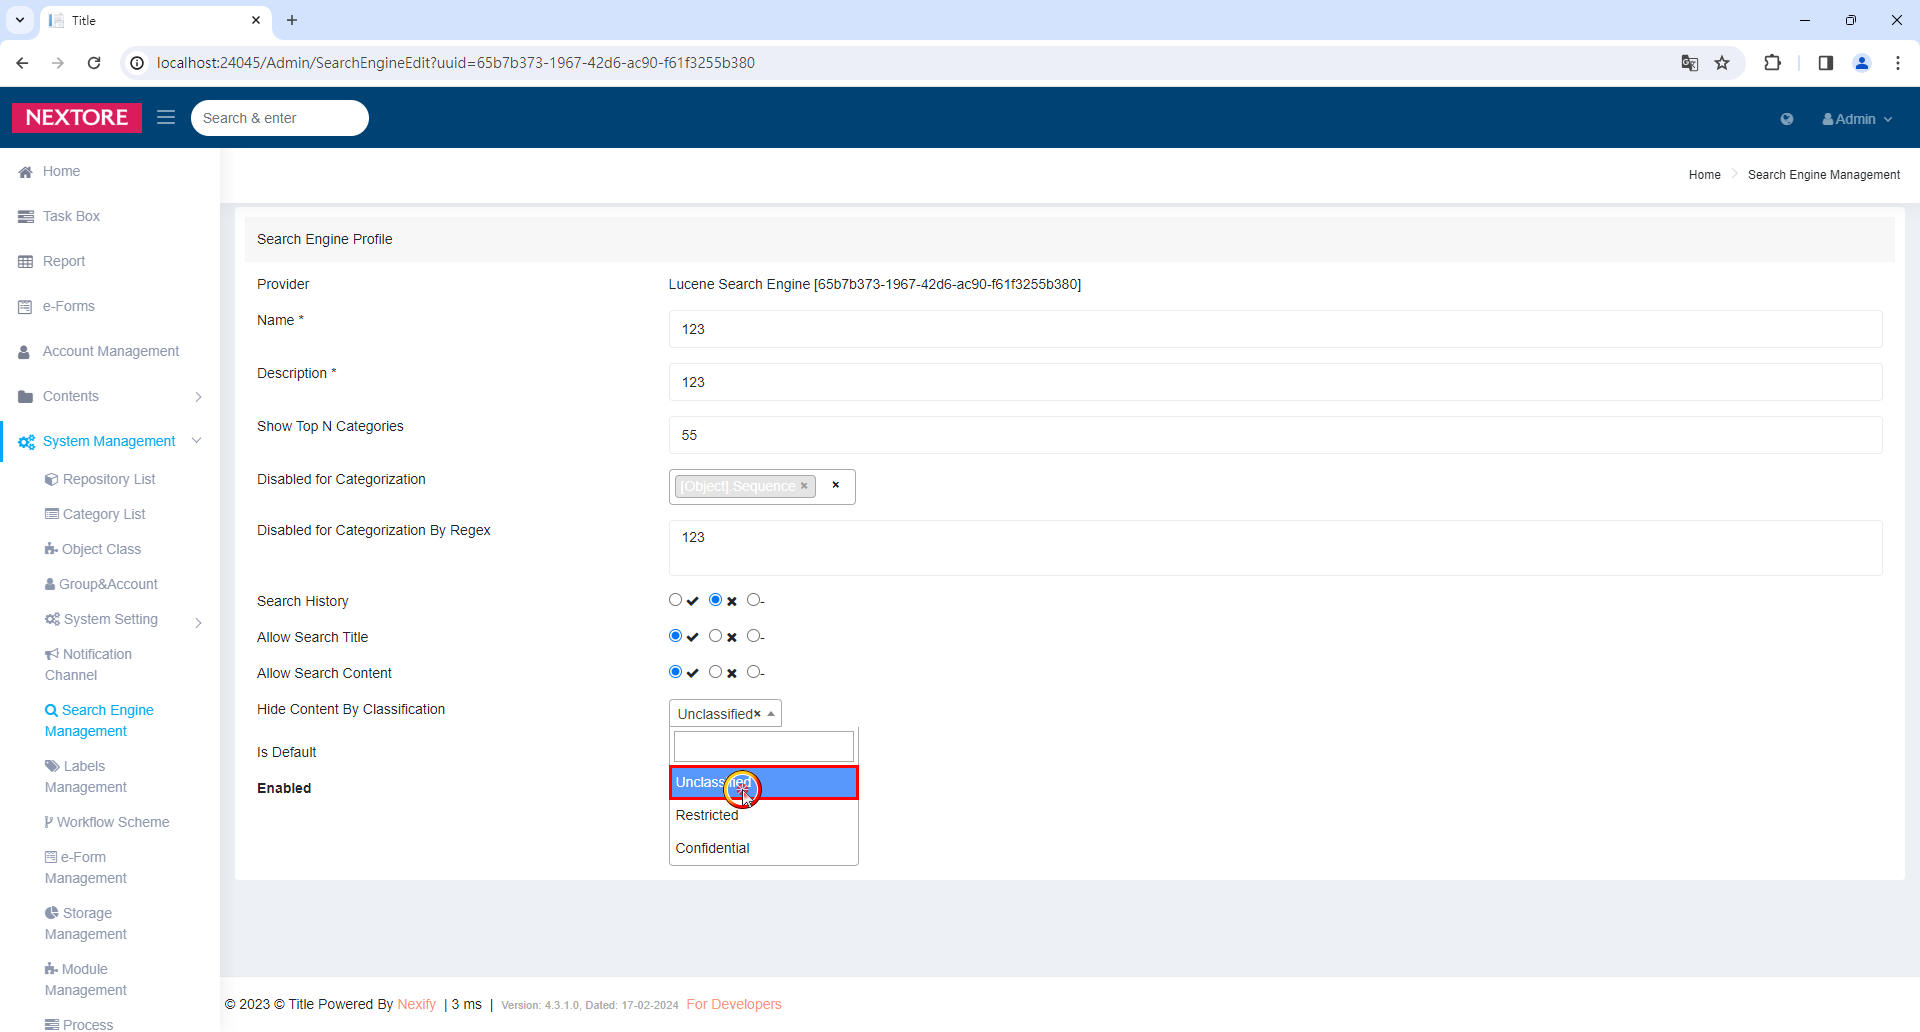 Title
localhost:24045/Admin/SearchEngineEdit?uuid=65b7b373-1967-42d6-ac90-f61f3255b380
NEXTORE
Search & enter
Admin
Home
Task Box
Report
e-Forms
Account Management
Contents
System Management
Repository List
Category List
Object Class
Group&Account
System Setting
Notification
Channel
Search Engine
Management
Labels
Management
Workflow Scheme
e-Form
Management
Storage
Management
Module
Management
Process
Home Search Engine Management
Search Engine Profile
Provider Lucene Search Engine [65b7b373-1967-42d6-ac90-f61f3255b380]
Name * 123
Description * 123
Show Top N Categories 55
Disabled for Categorization [Object] Sequence × ×
Disabled for Categorization By Regex 123
Search History ✔ ✖ -
Allow Search Title ✔ ✖ -
Allow Search Content ✔ ✖ -
Hide Content By Classification Unclassified×
Is Default
Unclassified
Enabled
Restricted
Confidential
© 2023 © Title Powered By Nexify | 3 ms | Version: 4.3.1.0, Dated: 17-02-2024 For Developers